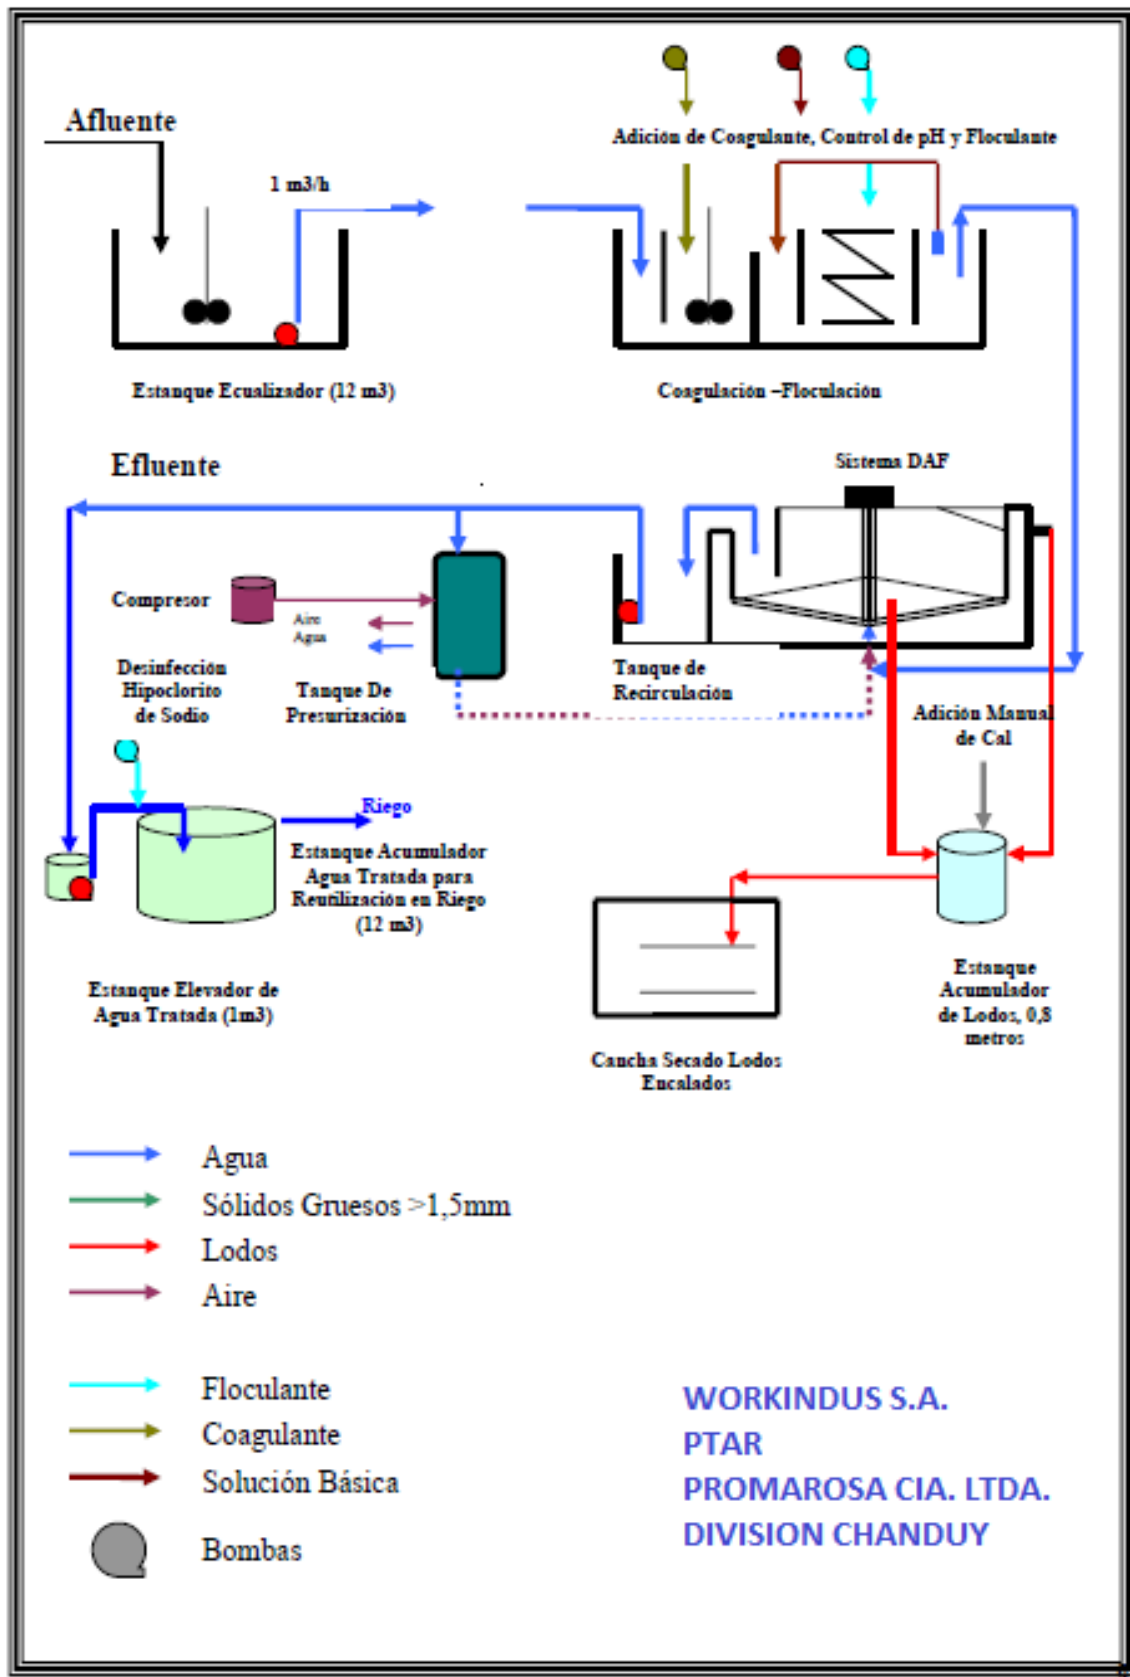 Afluente
1 m3/h
Adición de Coagulante, Control de pH y Floculante
Estanque Ecualizador (12 m3)
Coagulación –Floculación
Efluente
Sistema DAF
Compresor
Aire
Agua
Desinfección
Hipoclorito
de Sodio
Tanque De
Presurización
Tanque de
Recirculación
Adición Manual
de Cal
Riego
Estanque Acumulador
Agua Tratada para
Reutilización en Riego
(12 m3)
Estanque Elevador de
Agua Tratada (1m3)
Estanque
Acumulador
de Lodos, 0,8
metros
Cancha Secado Lodos
Encalados
Agua
Sólidos Gruesos >1,5mm
Lodos
Aire
Floculante
Coagulante
Solución Básica
Bombas
WORKINDUS S.A.
PTAR
PROMAROSA CIA. LTDA.
DIVISION CHANDUY